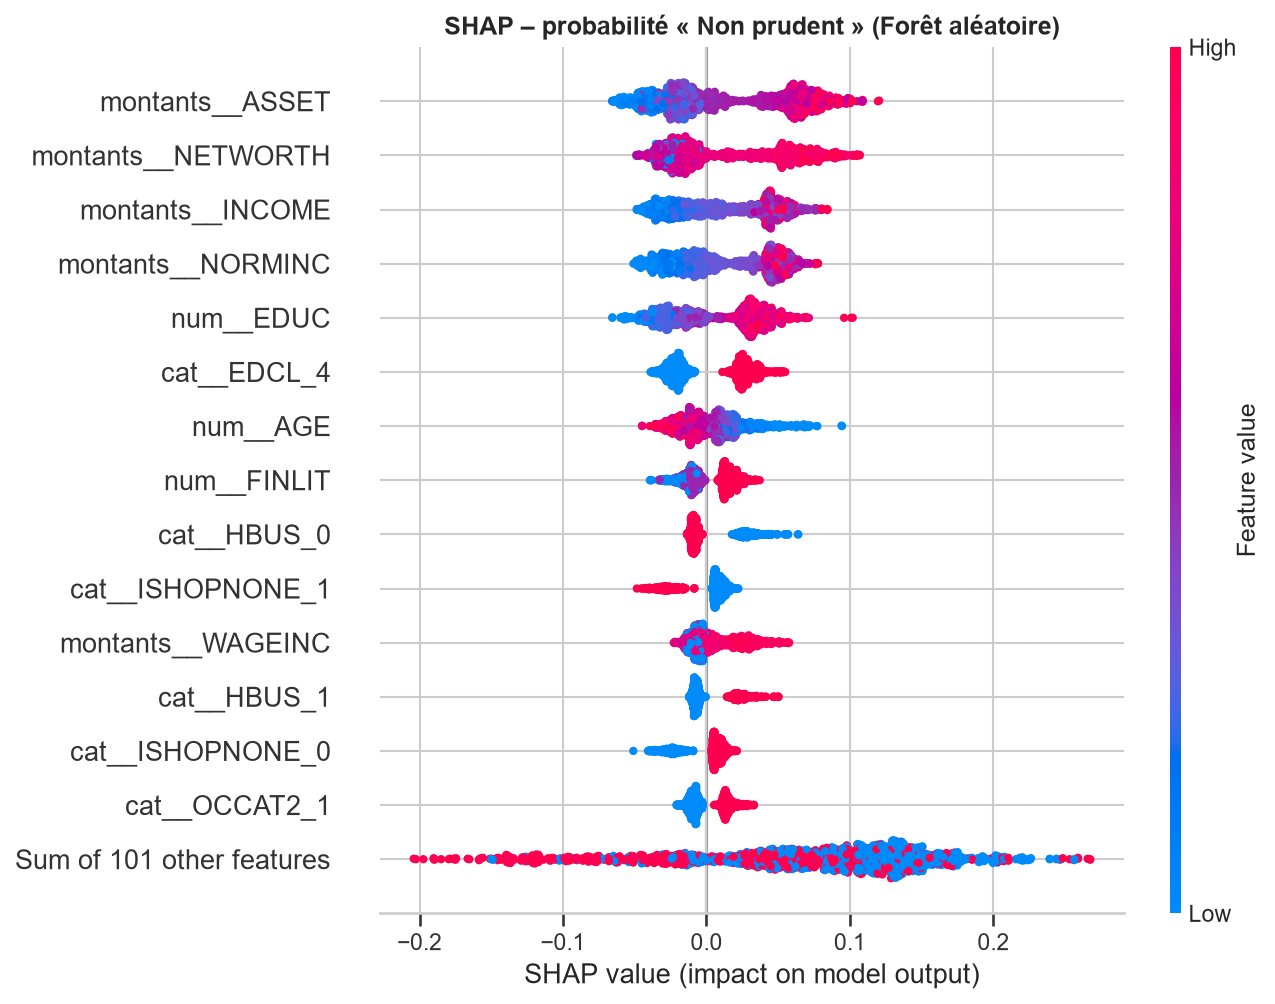 SHAP – probabilité « Non prudent » (Forêt aléatoire)
High
montants__ASSET
montants__NETWORTH
montants__INCOME
montants__NORMINC
num__EDUC
cat__EDCL_4
num__AGE
num__FINLIT
cat__HBUS_0
cat__ISHOPNONE_1
montants__WAGEINC
cat__HBUS_1
cat__ISHOPNONE_0
cat__OCCAT2_1
Sum of 101 other features
Feature value
Low
−0.2 −0.1 0.0 0.1 0.2
SHAP value (impact on model output)